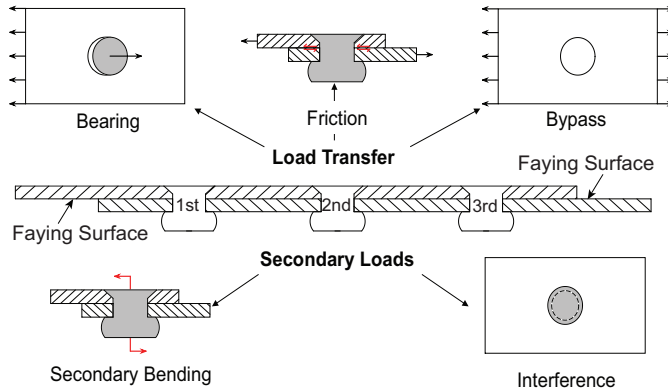 Bearing
Friction
Bypass
Load Transfer
Faying Surface
1st
2nd
3rd
Faying Surface
Secondary Loads
Secondary Bending
Interference